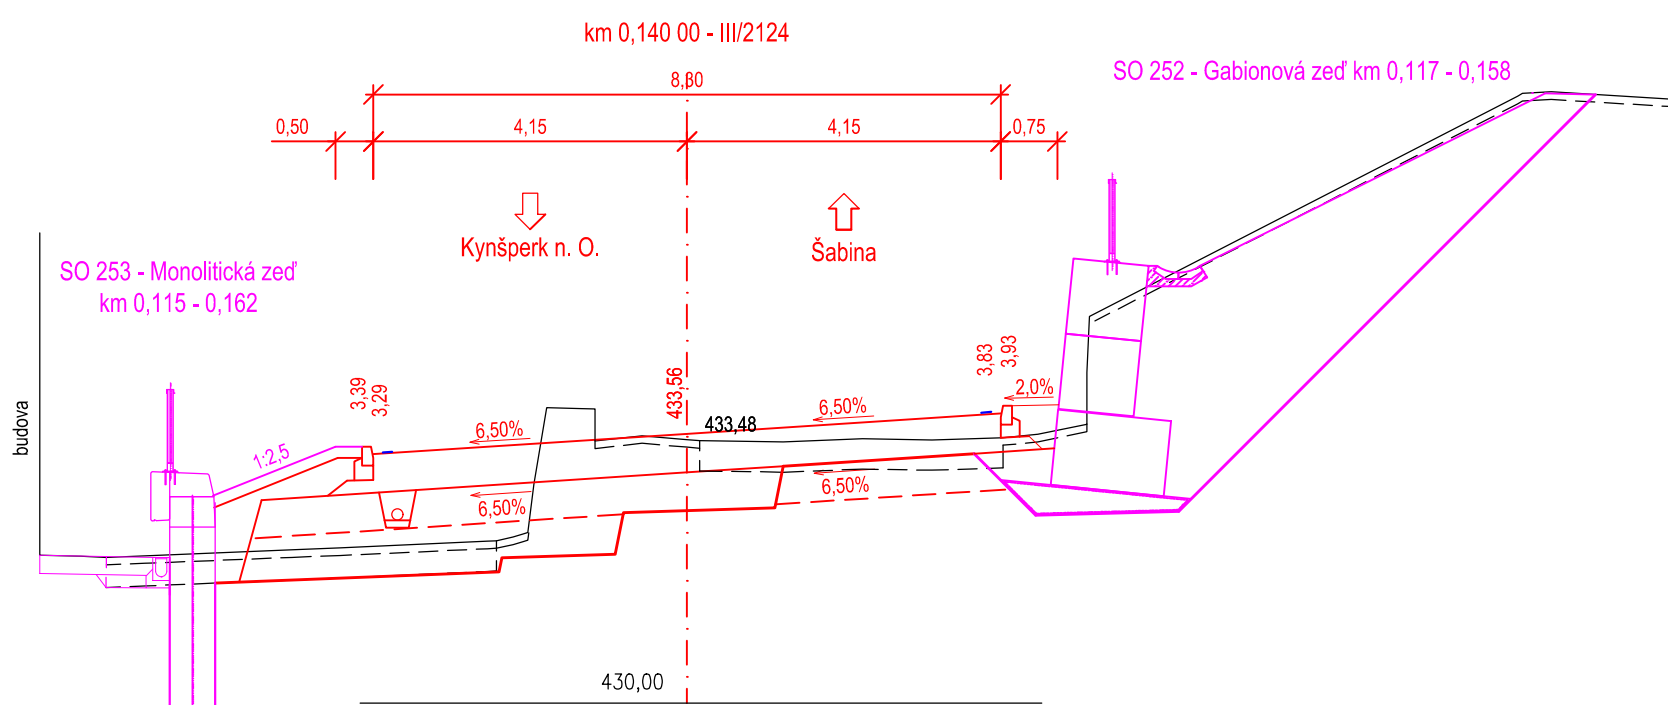 km 0,140 00 - III/2124
SO 252 - Gabionová zeď km 0,117 - 0,158
8,30
0,50
4,15
4,15
0,75
Kynšperk n. O.
Šabina
SO 253 - Monolitická zeď
km 0,115 - 0,162
budova
1:2,5
3,39
3,29
6,50%
433,56
433,48
6,50%
3,83
3,93
2,0%
6,50%
6,50%
430,00